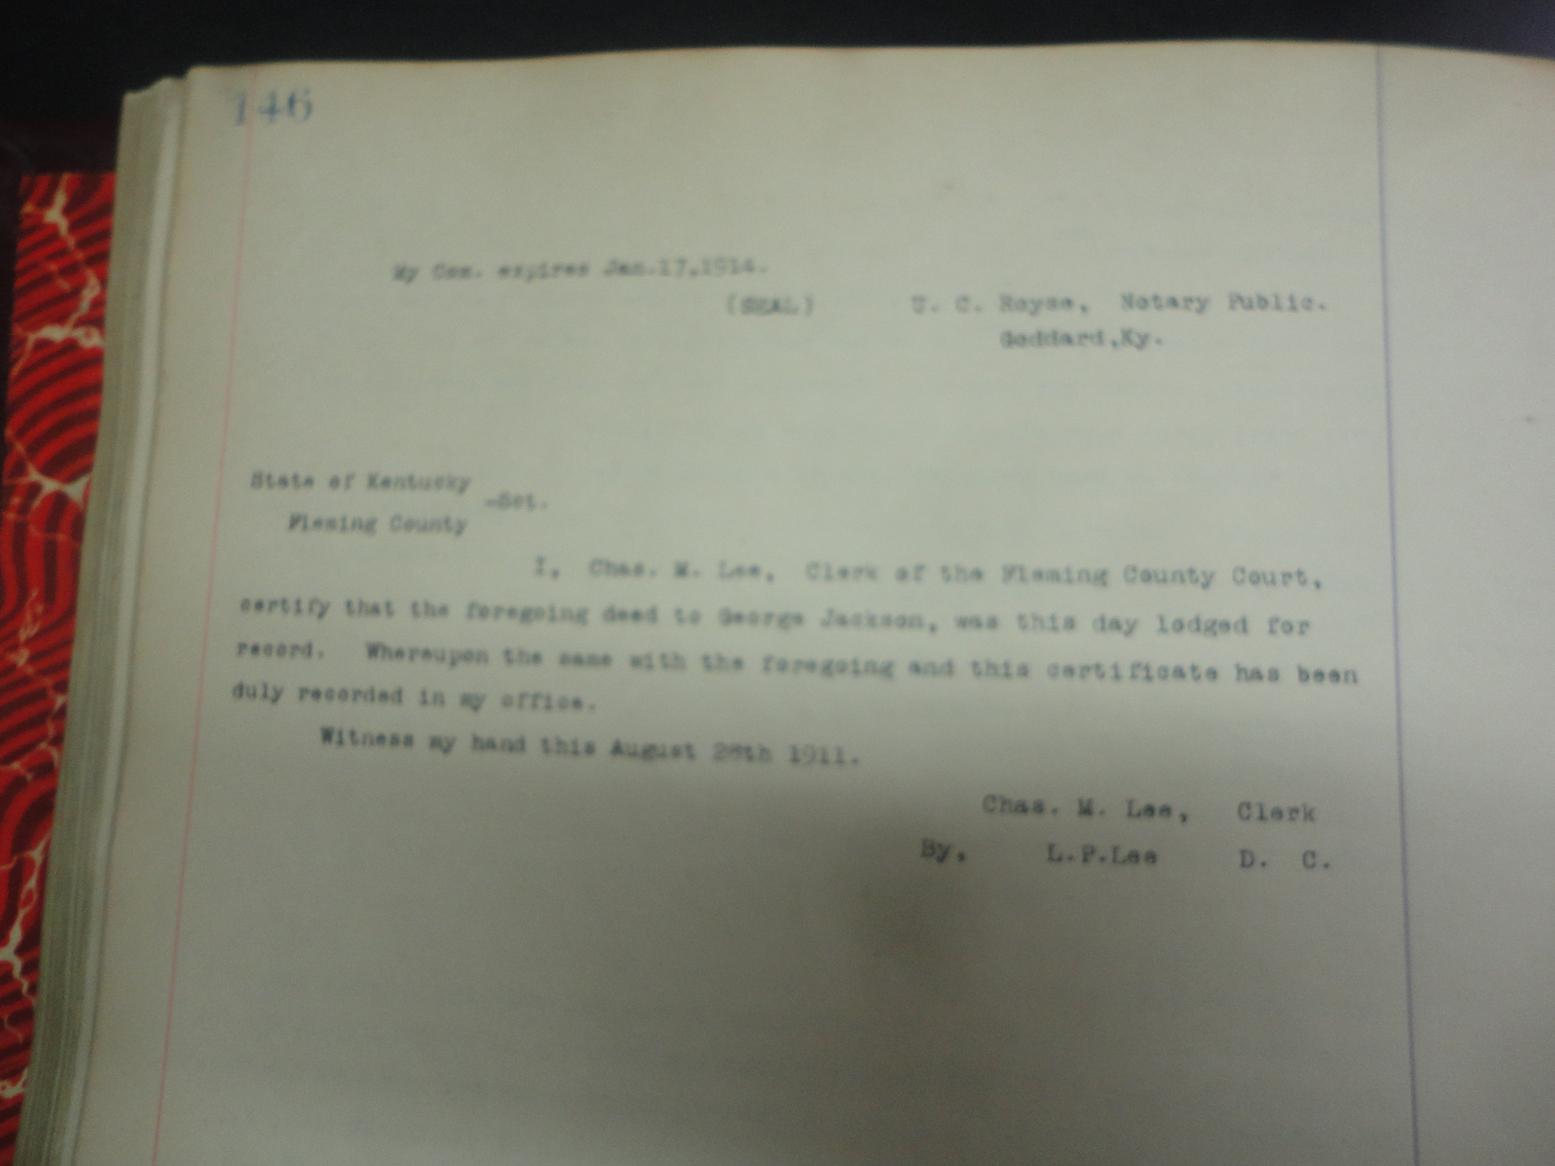 146
My Com. expires Jan.17,1914.
(SEAL) U. C. Royse, Notary Public.
Goddard,Ky.
State of Kentucky
-Sct.
Fleming County
I, Chas. M. Lee, Clerk of the Fleming County Court,
certify that the foregoing deed to George Jackson, was this day lodged for
record. Whereupon the same with the foregoing and this certificate has been
duly recorded in my office.
Witness my hand this August 28th 1911.
Chas. M. Lee, Clerk
By, L.P.Lee D. C.